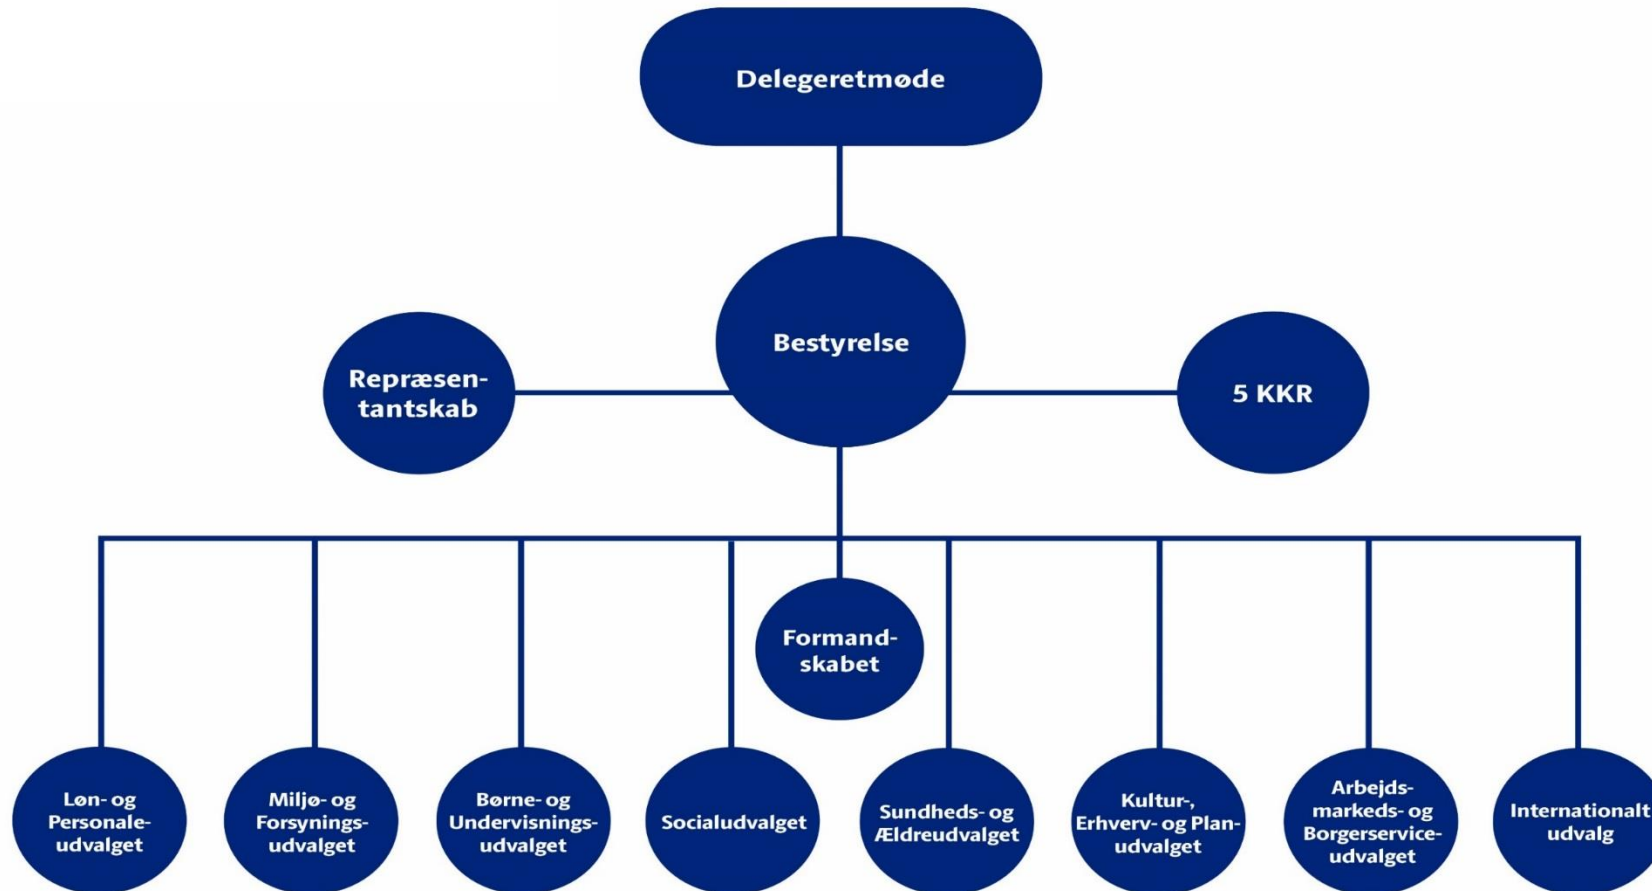 Delegeretmøde
Bestyrelse
Repræsen-
tantskab
5 KKR
Formand-
skabet
Løn- og
Personale-
udvalget
Miljø- og
Forsynings-
udvalget
Børne- og
Undervisnings-
udvalget
Socialudvalget
Sundheds- og
Ældreudvalget
Kultur-,
Erhverv- og Plan-
udvalget
Arbejds-
markeds- og
Borgerservice-
udvalget
Internationalt
udvalg